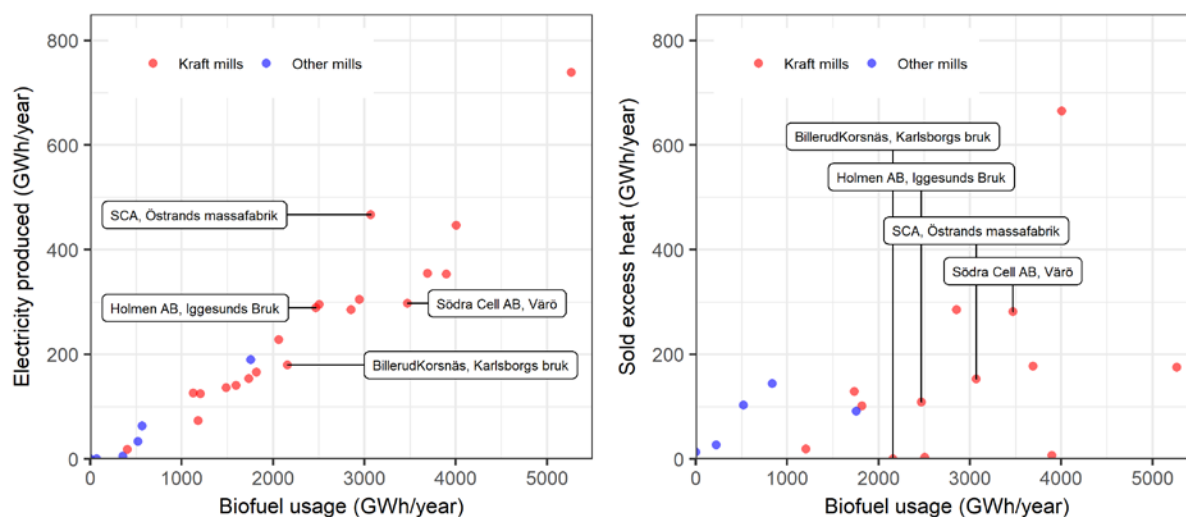 Kraft mills
Other mills
SCA, Östrands massafabrik
Holmen AB, Iggesunds Bruk
Södra Cell AB, Värö
BillerudKorsnäs, Karlsborgs bruk
Electricity produced (GWh/year)
800
600
400
200
0
0
1000
2000
3000
4000
5000
Biofuel usage (GWh/year)
Kraft mills
Other mills
BillerudKorsnäs, Karlsborgs bruk
Holmen AB, Iggesunds Bruk
SCA, Östrands massafabrik
Södra Cell AB, Värö
Sold excess heat (GWh/year)
800
600
400
200
0
0
1000
2000
3000
4000
5000
Biofuel usage (GWh/year)